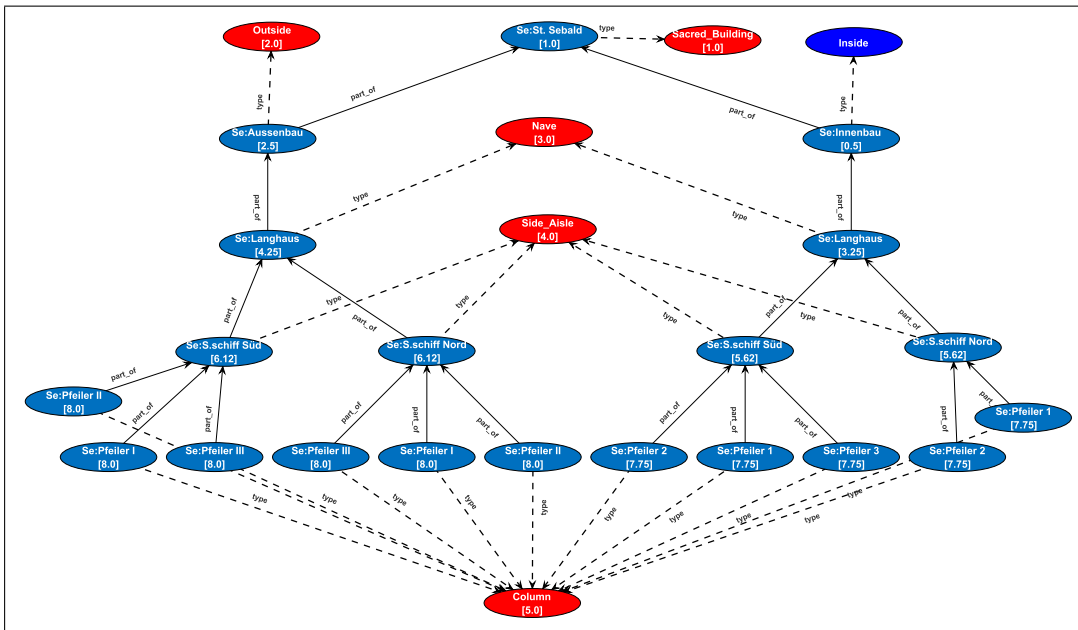 Outside
[2.0]
Se:St. Sebald
[1.0]
type
Sacred_Building
[1.0]
Inside
type
part_of
part_of
type
Se:Aussenbau
[2.5]
Nave
[3.0]
Se:Innenbau
[0.5]
part_of
type
type
part_of
Se:Langhaus
[4.25]
Side_Aisle
[4.0]
Se:Langhaus
[3.25]
part_of
type
part_of
type
type
part_of
type
part_of
Se:S.schiff Süd
[6.12]
Se:S.schiff Nord
[6.12]
Se:S.schiff Süd
[5.62]
Se:S.schiff Nord
[5.62]
part_of
Se:Pfeiler II
[8.0]
part_of
part_of
part_of
part_of
part_of
part_of
part_of
part_of
part_of
part_of
Se:Pfeiler 1
[7.75]
Se:Pfeiler I
[8.0]
Se:Pfeiler III
[8.0]
Se:Pfeiler III
[8.0]
Se:Pfeiler I
[8.0]
Se:Pfeiler II
[8.0]
Se:Pfeiler 2
[7.75]
Se:Pfeiler 1
[7.75]
Se:Pfeiler 3
[7.75]
Se:Pfeiler 2
[7.75]
type
type
type
type
type
type
type
type
type
type
Column
[5.0]